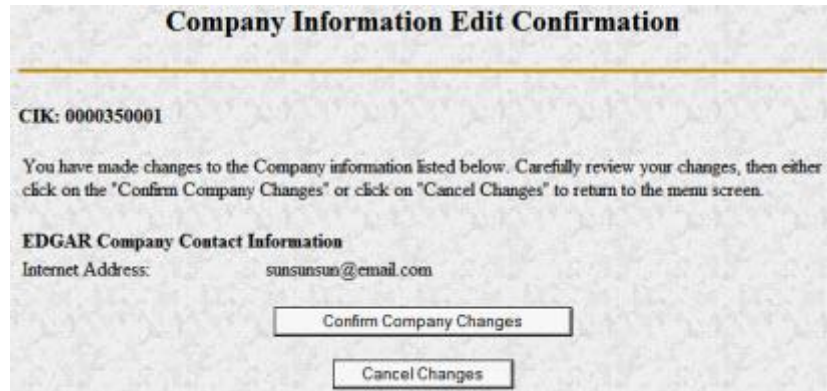 Company Information Edit Confirmation
CIK: 0000350001
You have made changes to the Company information listed below. Carefully review your changes, then either
click on the "Confirm Company Changes" or click on "Cancel Changes" to return to the menu screen.
EDGAR Company Contact Information
Internet Address: sunsunsun@email.com
Confirm Company Changes
Cancel Changes